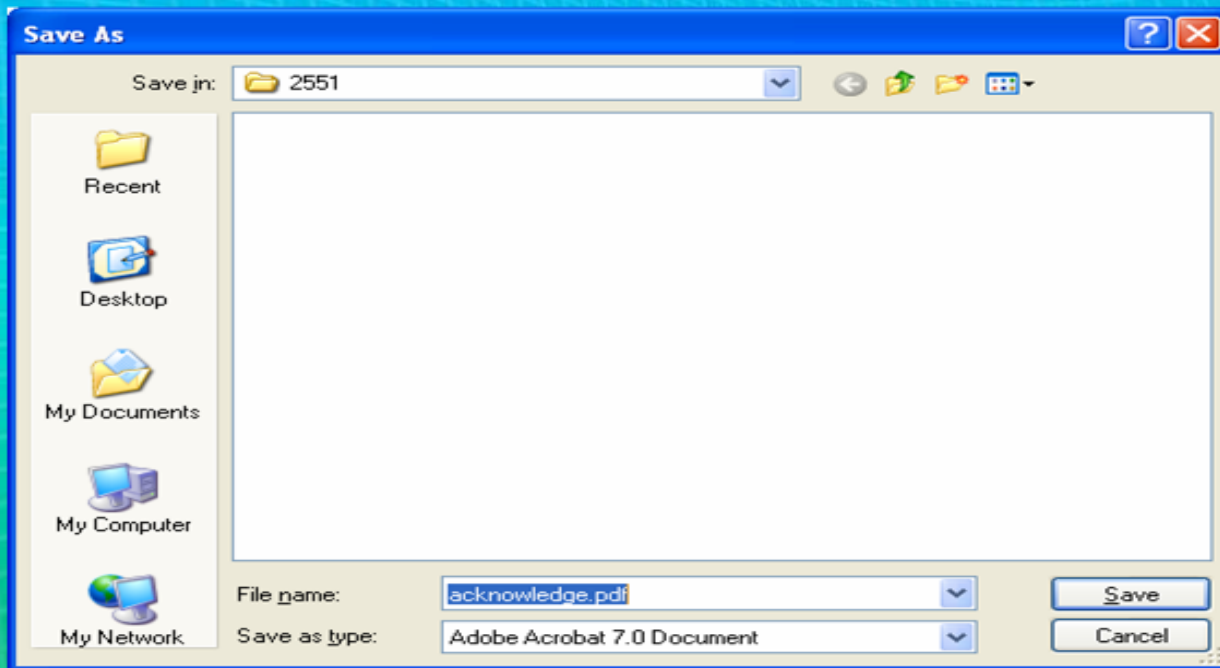 Save As
Save in: 2551
Recent
Desktop
My Documents
My Computer
My Network
File name: acknowledge.pdf Save
Save as type: Adobe Acrobat 7.0 Document Cancel